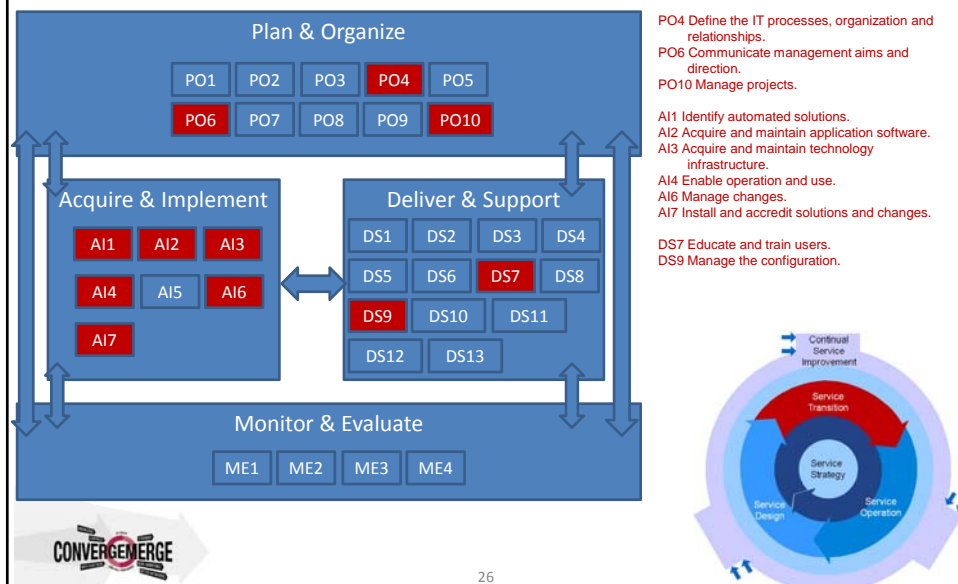 Plan & Organize
PO1 PO2 PO3 PO4 PO5
PO6 PO7 PO8 PO9 PO10
Acquire & Implement
AI1 AI2 AI3
AI4 AI5 AI6
AI7
Deliver & Support
DS1 DS2 DS3 DS4
DS5 DS6 DS7 DS8
DS9 DS10 DS11
DS12 DS13
Monitor & Evaluate
ME1 ME2 ME3 ME4
PO4 Define the IT processes, organization and
relationships.
PO6 Communicate management aims and
direction.
PO10 Manage projects.
AI1 Identify automated solutions.
AI2 Acquire and maintain application software.
AI3 Acquire and maintain technology
infrastructure.
AI4 Enable operation and use.
AI6 Manage changes.
AI7 Install and accredit solutions and changes.
DS7 Educate and train users.
DS9 Manage the configuration.
Continual
Service
Improvement
Service
Transition
Service
Strategy
Service
Design
Service
Operation
CONVERGEMERGE
26